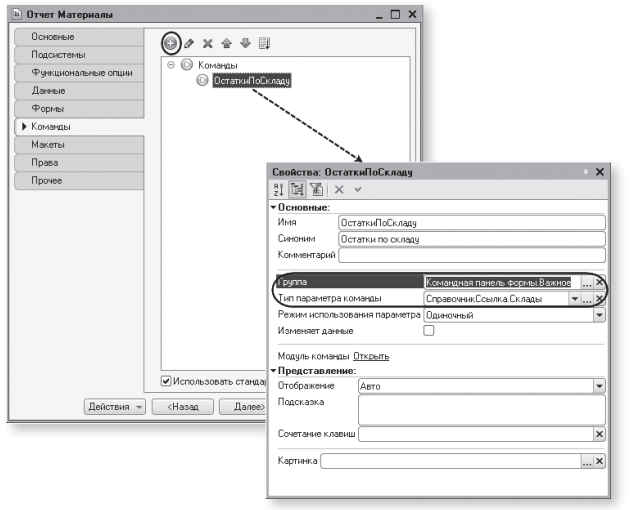 Отчет Материалы
Основные
Подсистемы
Функциональные опции
Данные
Формы
Команды
Макеты
Права
Прочее
Команды
ОстаткиПоСкладу
Использовать станда
Действия
<Назад
Далее>
Свойства: ОстаткиПоСкладу
Основные:
Имя ОстаткиПоСкладу
Синоним Остатки по складу
Комментарий
Группа Командная панель формы.Важное
Тип параметра команды СправочникСсылка.Склады
Режим использования параметра Одиночный
Изменяет данные
Модуль команды Открыть
Представление:
Отображение Авто
Подсказка
Сочетание клавиш
Картинка